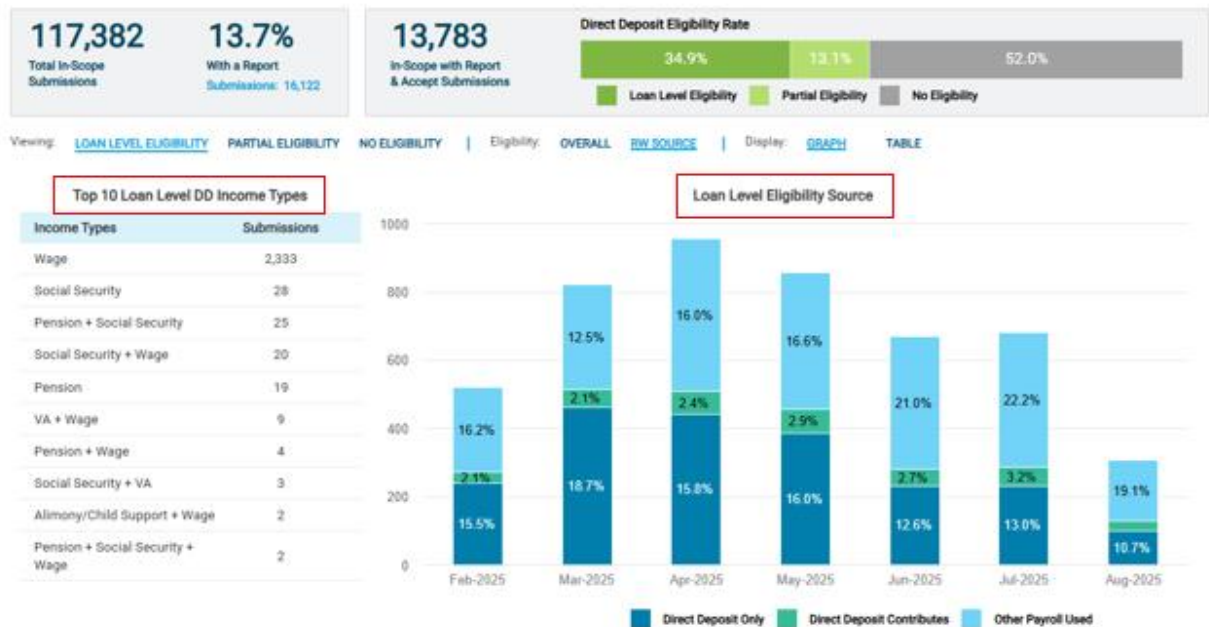 117,382
Total In-Scope
Submissions
13.7%
With a Report
Submissions: 16,122
13,783
In-Scope with Report
& Accept Submissions
Direct Deposit Eligibility Rate
34.9%
13.1%
52.0%
Loan Level Eligibility
Partial Eligibility
No Eligibility
Viewing: LOAN LEVEL ELIGIBILITY PARTIAL ELIGIBILITY NO ELIGIBILITY | Eligibility: OVERALL RW SOURCE | Display: GRAPH TABLE
Top 10 Loan Level DD Income Types
Income Types Submissions
Wage 2,333
Social Security 28
Pension + Social Security 25
Social Security + Wage 20
Pension 19
VA + Wage 9
Pension + Wage 4
Social Security + VA 3
Alimony/Child Support + Wage 2
Pension + Social Security +
Wage 2
Loan Level Eligibility Source
1000
800
600
400
200
0
16.2%
2.1%
15.5%
12.5%
2.1%
18.7%
16.0%
2.4%
15.8%
16.6%
2.9%
16.0%
21.0%
2.7%
12.6%
22.2%
3.2%
13.0%
19.1%
10.7%
Feb-2025 Mar-2025 Apr-2025 May-2025 Jun-2025 Jul-2025 Aug-2025
Direct Deposit Only Direct Deposit Contributes Other Payroll Used